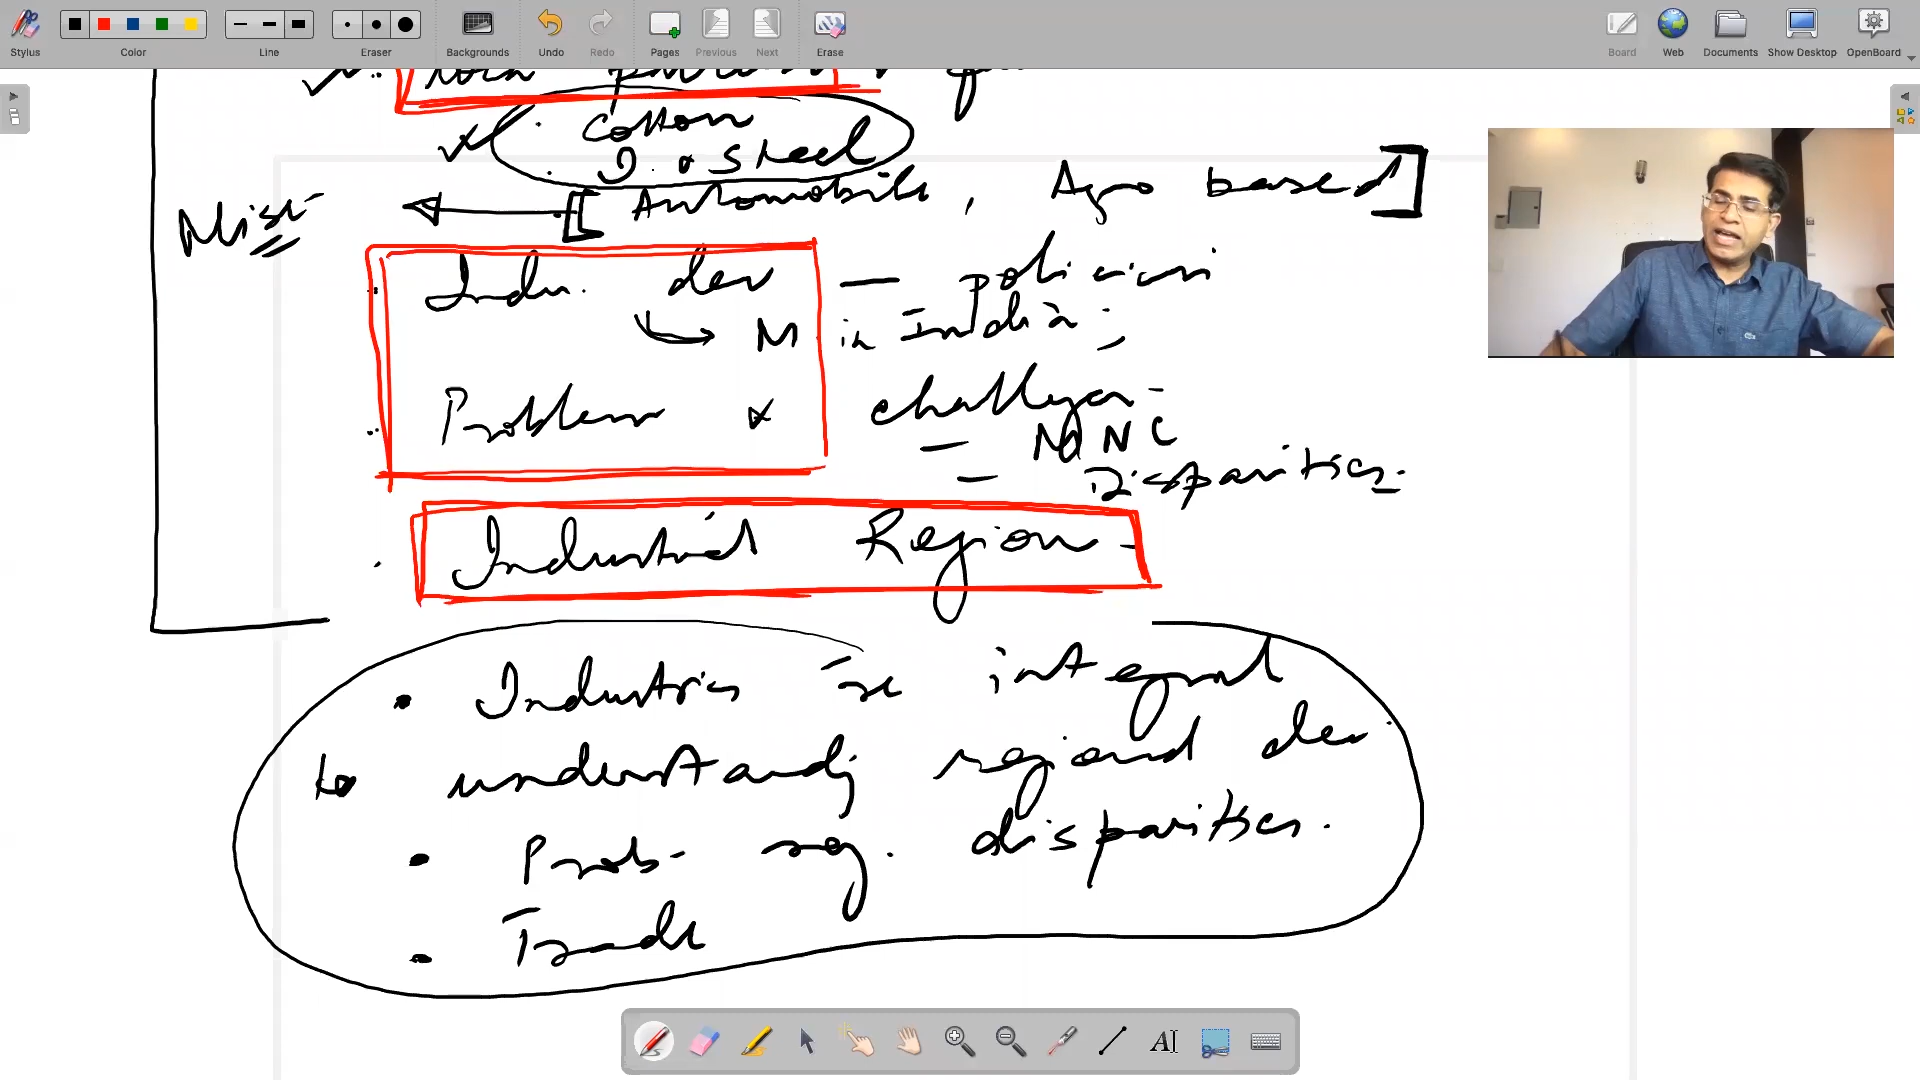 Stylus Color Line Eraser Backgrounds Undo Redo Pages Previous Next Erase Board Web Documents Show Desktop OpenBoard
Cotton
I. & Steel
Automobile, Agro based
Indu. dev — policies
M in India
Problem & challenges
— MNC
— Disparities
Industrial Region
• Industries are integral
to understanding regional dev
• Prob- reg. disparities.
• Trade